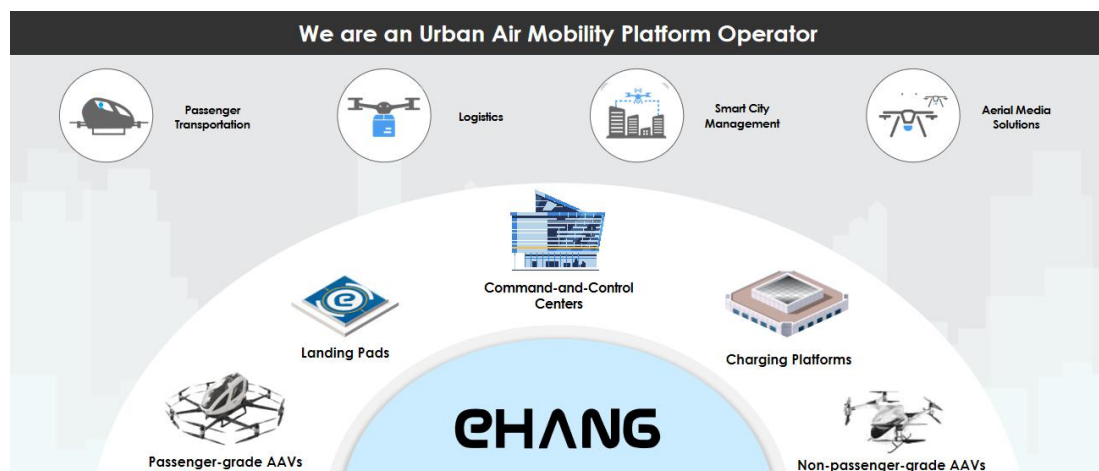 We are an Urban Air Mobility Platform Operator
Passenger
Transportation
Logistics
Smart City
Management
Aerial Media
Solutions
Command-and-Control
Centers
Landing Pads
Charging Platforms
Passenger-grade AAVs
EHANG
Non-passenger-grade AAVs